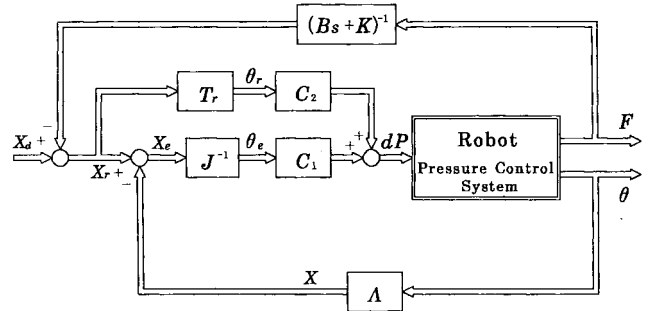 (Bs+K)⁻¹
θr
Tr
C₂
Xd + −
Xr + −
Xe
J⁻¹
θe
C₁
+ +
dP
Robot
Pressure Control
System
F
θ
X
Λ